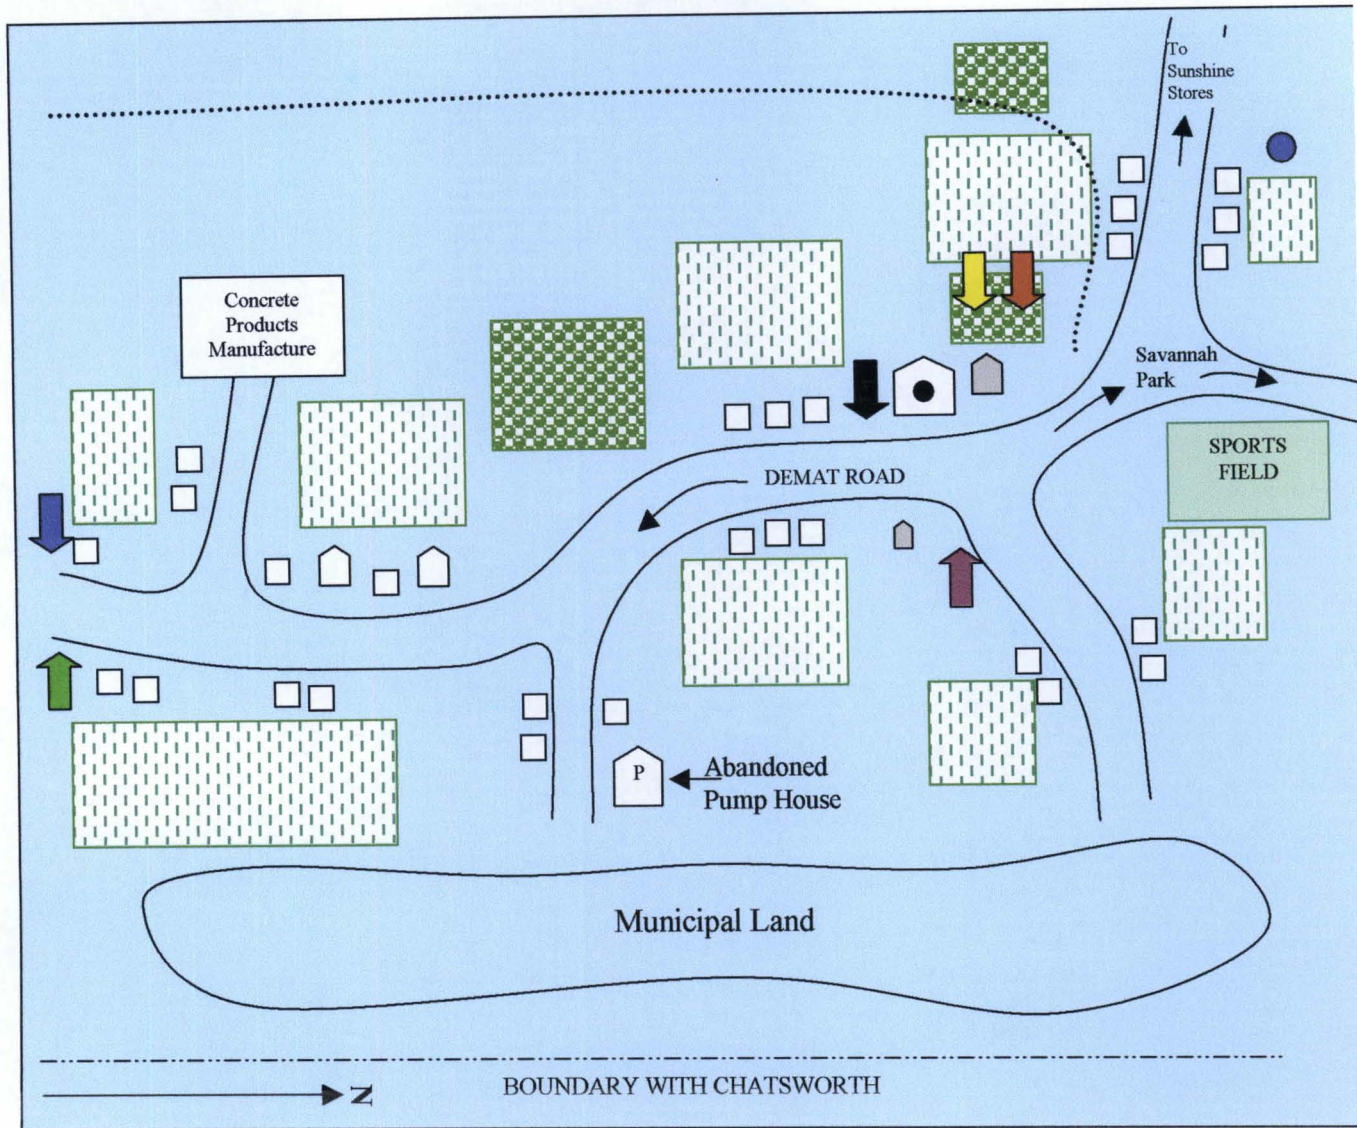 To
Sunshine
Stores
Concrete
Products
Manufacture
Savannah
Park
SPORTS
FIELD
DEMAT ROAD
P
Abandoned
Pump House
Municipal Land
BOUNDARY WITH CHATSWORTH
N